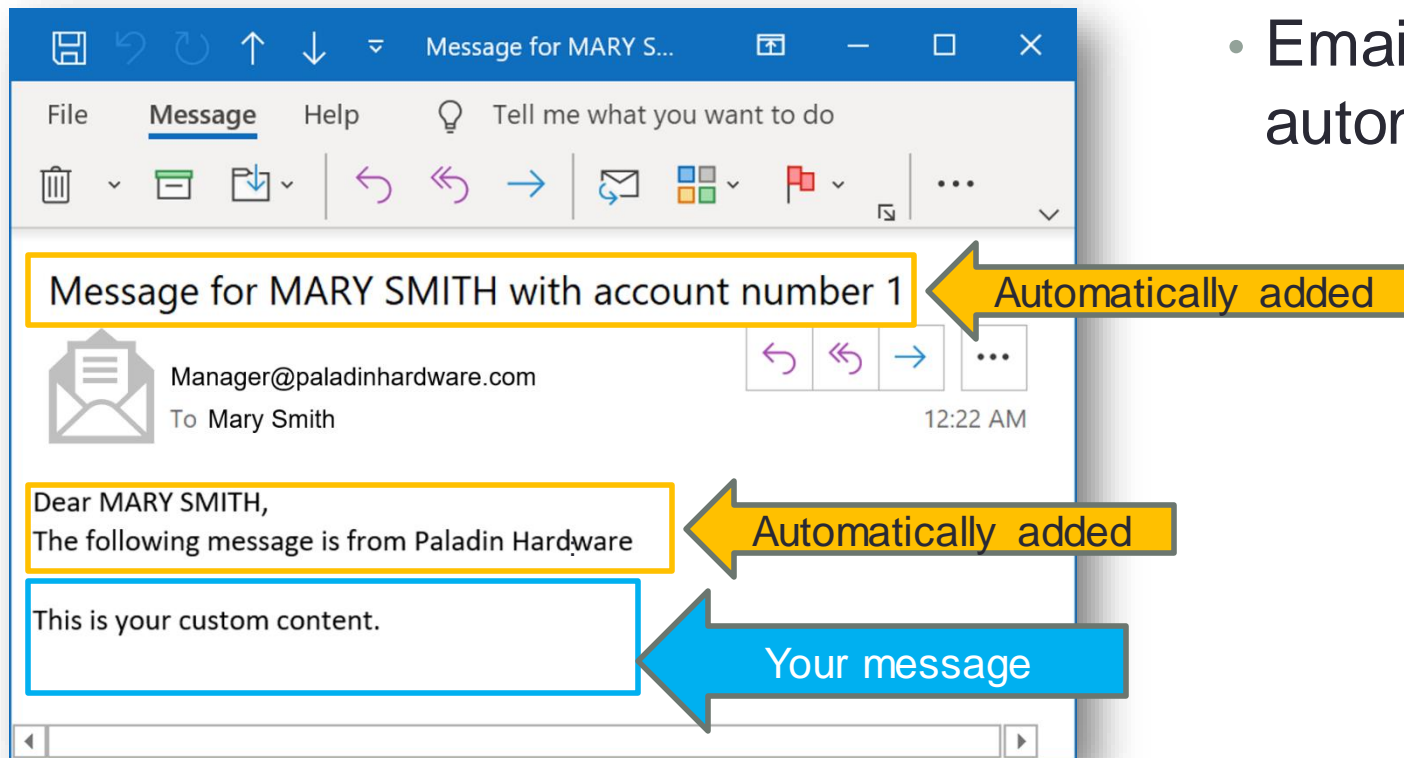 Message for MARY S...
• Emai
autor
File Message Help Tell me what you want to do
Message for MARY SMITH with account number 1
Automatically added
Manager@paladinhardware.com
To Mary Smith
12:22 AM
Dear MARY SMITH,
The following message is from Paladin Hardware
Automatically added
This is your custom content.
Your message